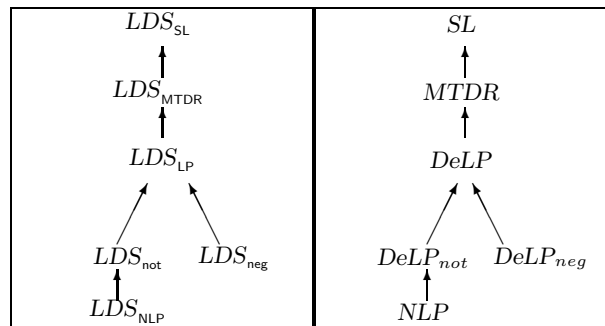 LDS_SL
LDS_MTDR
LDS_LP
LDS_not LDS_neg
LDS_NLP
SL
MTDR
DeLP
DeLP_not DeLP_neg
NLP